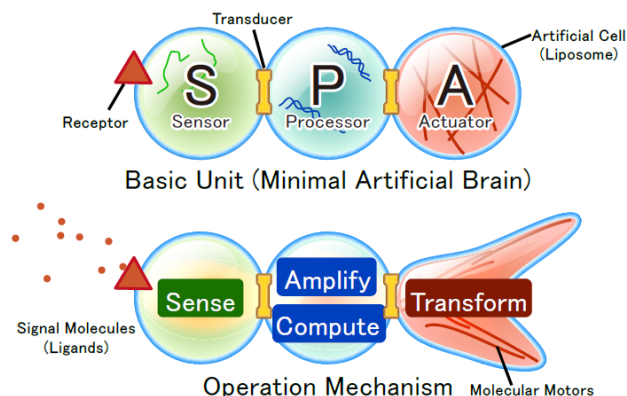 Transducer
Artificial Cell
(Liposome)
S
Sensor
P
Processor
A
Actuator
Receptor
Basic Unit (Minimal Artificial Brain)
Sense
Amplify
Compute
Transform
Signal Molecules
(Ligands)
Operation Mechanism
Molecular Motors